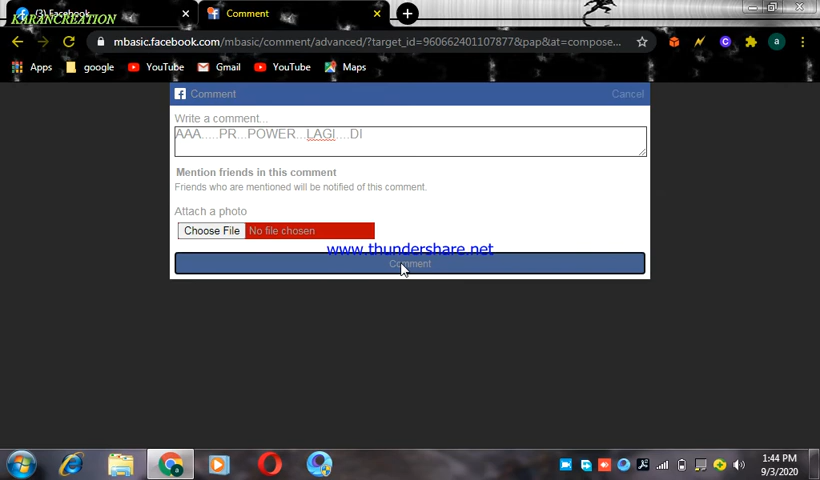 KARANCREATION
(3) Facebook
Comment
mbasic.facebook.com/mbasic/comment/advanced/?target_id=960662401107877&pap&at=compose...
a
Apps google YouTube Gmail YouTube Maps
Comment Cancel
Write a comment...
AAA.....PR...POWER...LAGI....DI
Mention friends in this comment
Friends who are mentioned will be notified of this comment.
Attach a photo
Choose File No file chosen
www.thundershare.net
Comment
1:44 PM
9/3/2020